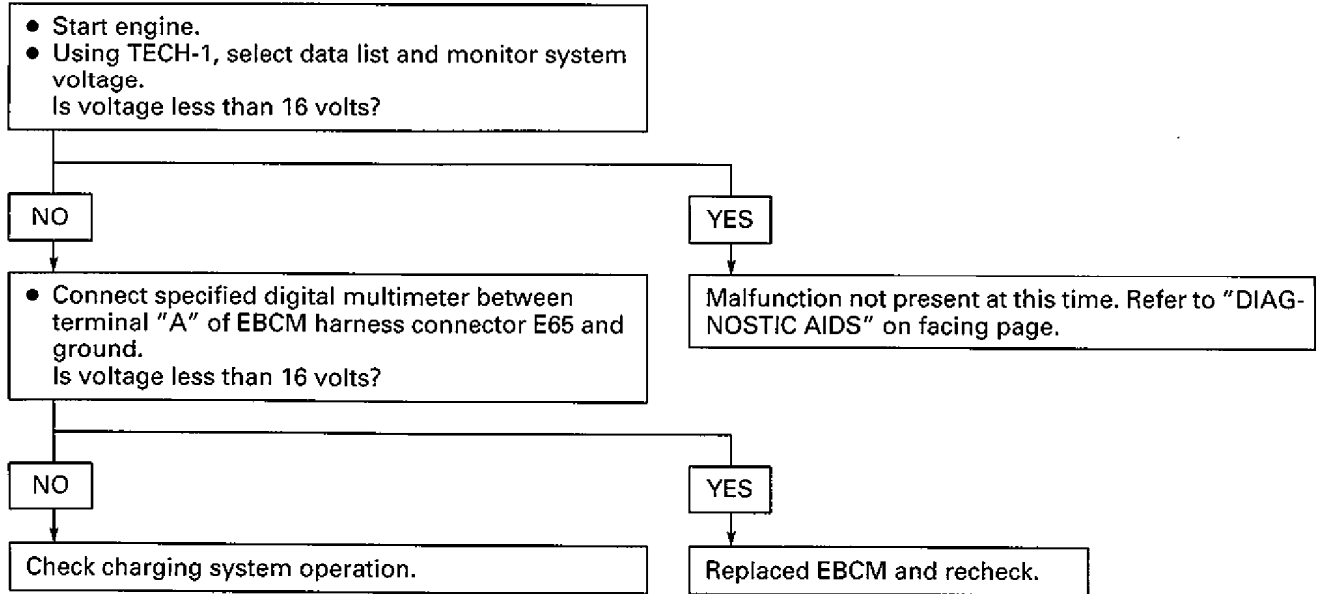 ● Start engine.
● Using TECH-1, select data list and monitor system
voltage.
Is voltage less than 16 volts?
NO
YES
● Connect specified digital multimeter between
terminal "A" of EBCM harness connector E65 and
ground.
Is voltage less than 16 volts?
Malfunction not present at this time. Refer to "DIAG-
NOSTIC AIDS" on facing page.
NO
YES
Check charging system operation.
Replaced EBCM and recheck.